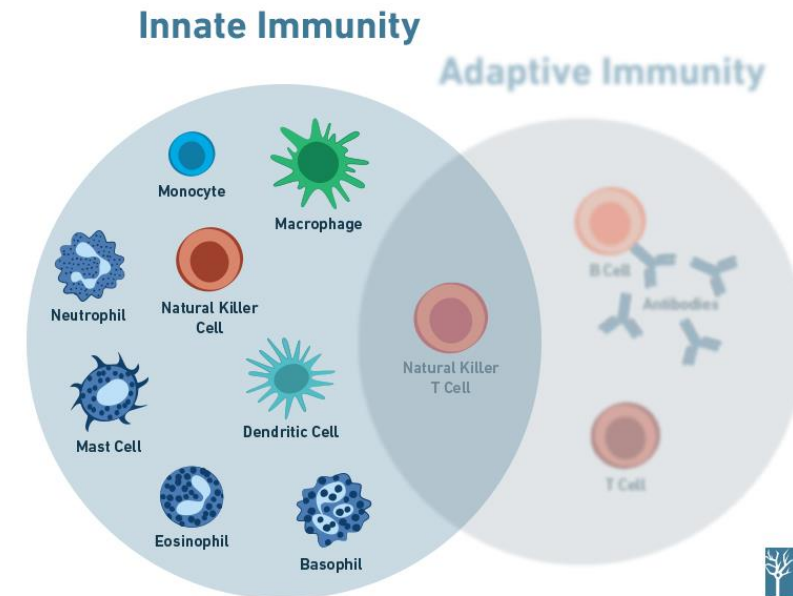 Innate Immunity
Adaptive Immunity
Monocyte
Macrophage
Neutrophil
Natural Killer
Cell
Mast Cell
Dendritic Cell
Eosinophil
Basophil
Natural Killer
T Cell
B Cell
Antibodies
T Cell